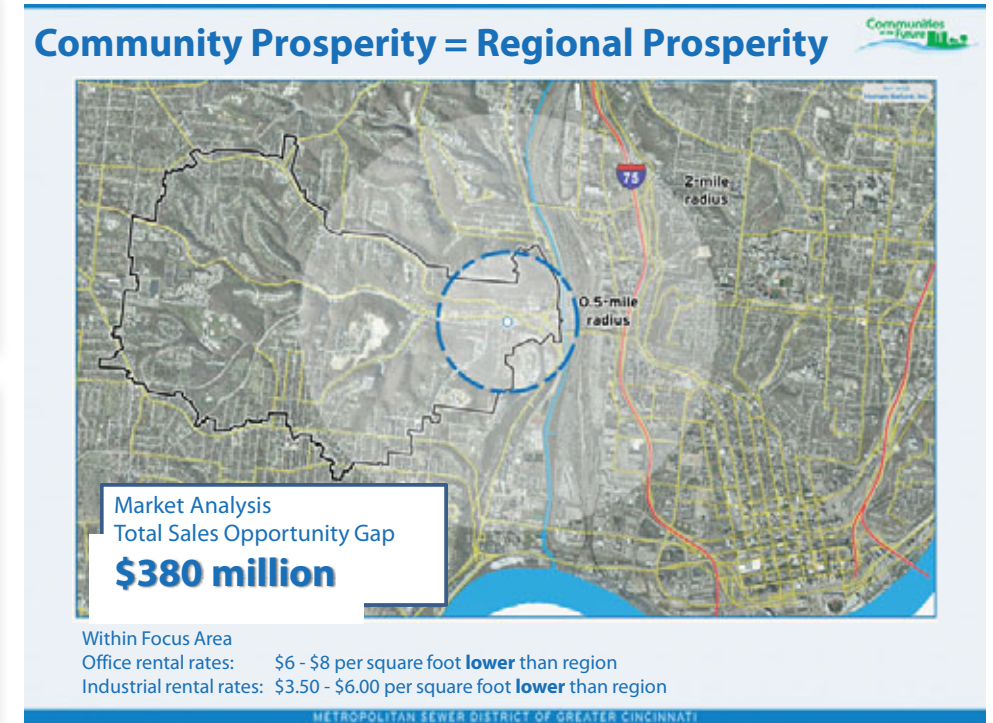 Community Prosperity = Regional Prosperity
Communities
of the Future
75
2-mile
radius
0.5-mile
radius
Market Analysis
Total Sales Opportunity Gap
$380 million
Within Focus Area
Office rental rates: $6 - $8 per square foot lower than region
Industrial rental rates: $3.50 - $6.00 per square foot lower than region
METROPOLITAN SEWER DISTRICT OF GREATER CINCINNATI